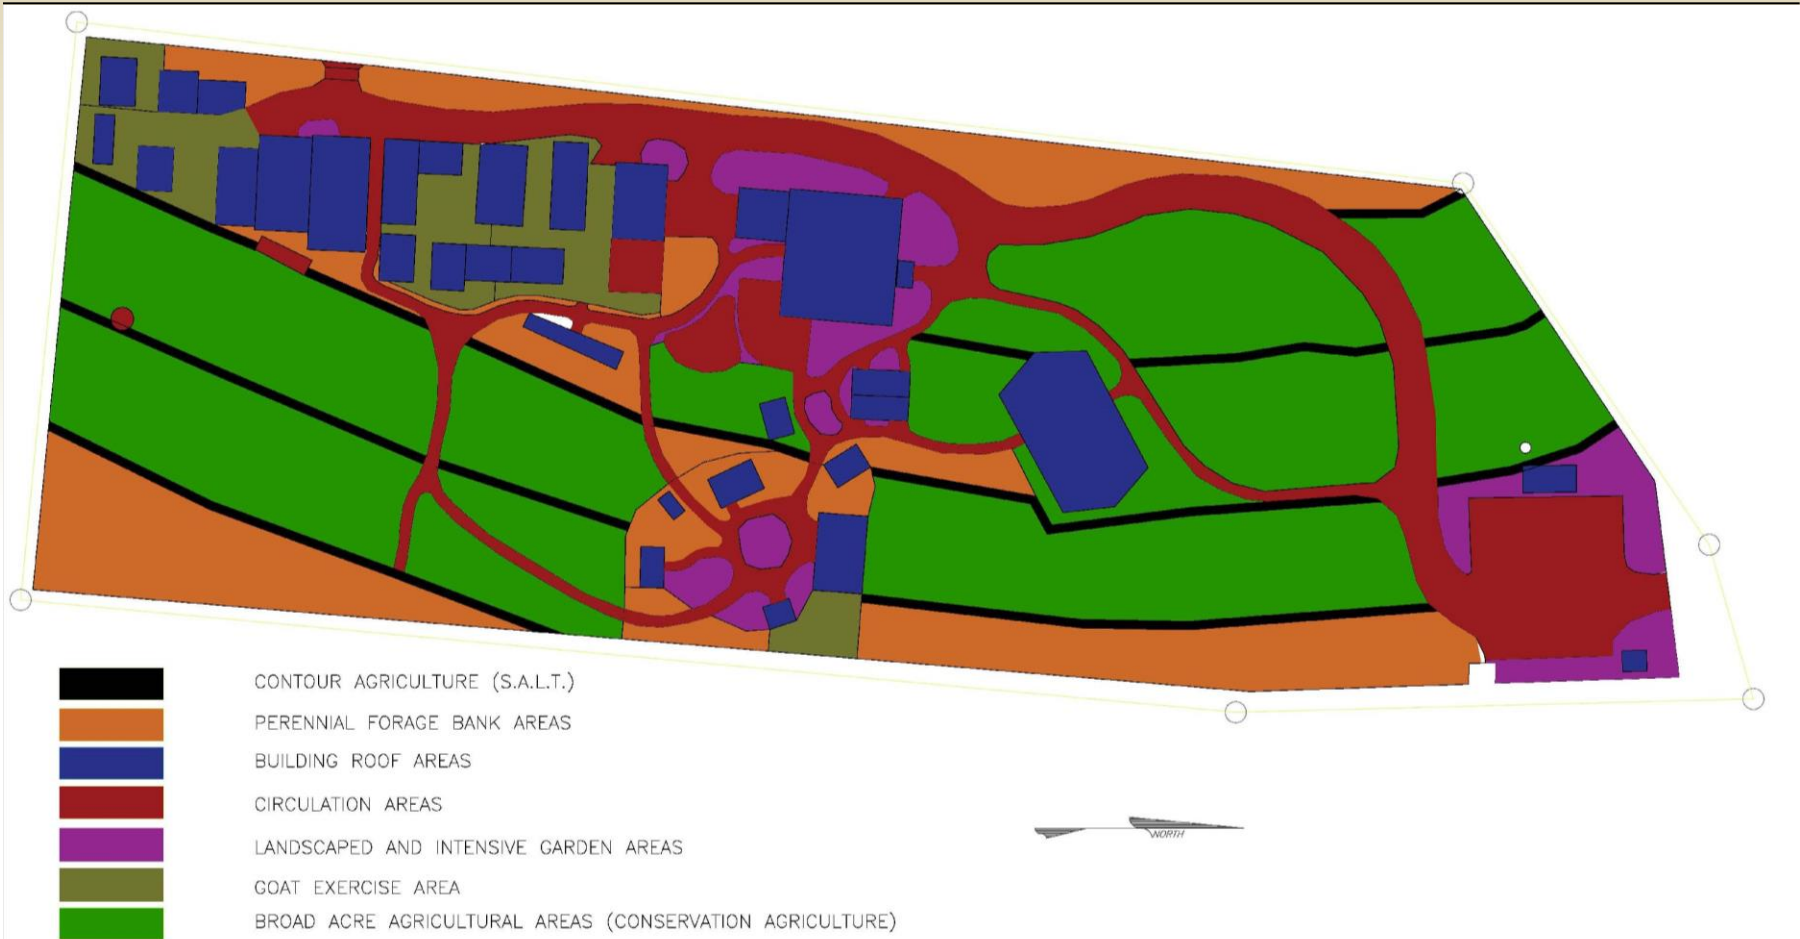 CONTOUR AGRICULTURE (S.A.L.T.)
PERENNIAL FORAGE BANK AREAS
BUILDING ROOF AREAS
CIRCULATION AREAS
NORTH
LANDSCAPED AND INTENSIVE GARDEN AREAS
GOAT EXERCISE AREA
BROAD ACRE AGRICULTURAL AREAS (CONSERVATION AGRICULTURE)